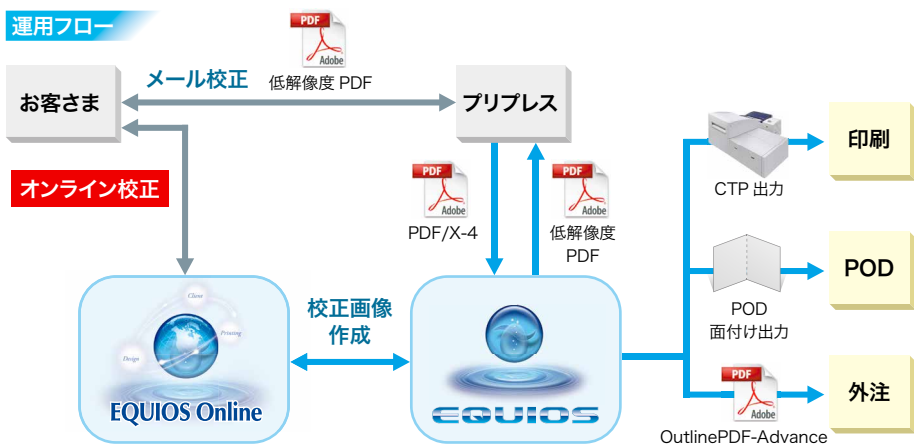 運用フロー
PDF
Adobe
メール校正
低解像度 PDF
お客さま
プリプレス
オンライン校正
PDF
Adobe
PDF/X-4
PDF
Adobe
低解像度
PDF
CTP 出力
印刷
POD
面付け出力
POD
PDF
Adobe
OutlinePDF-Advance
外注
校正画像
作成
Client
Printing
Design
EQUIOS Online
EQUIOS